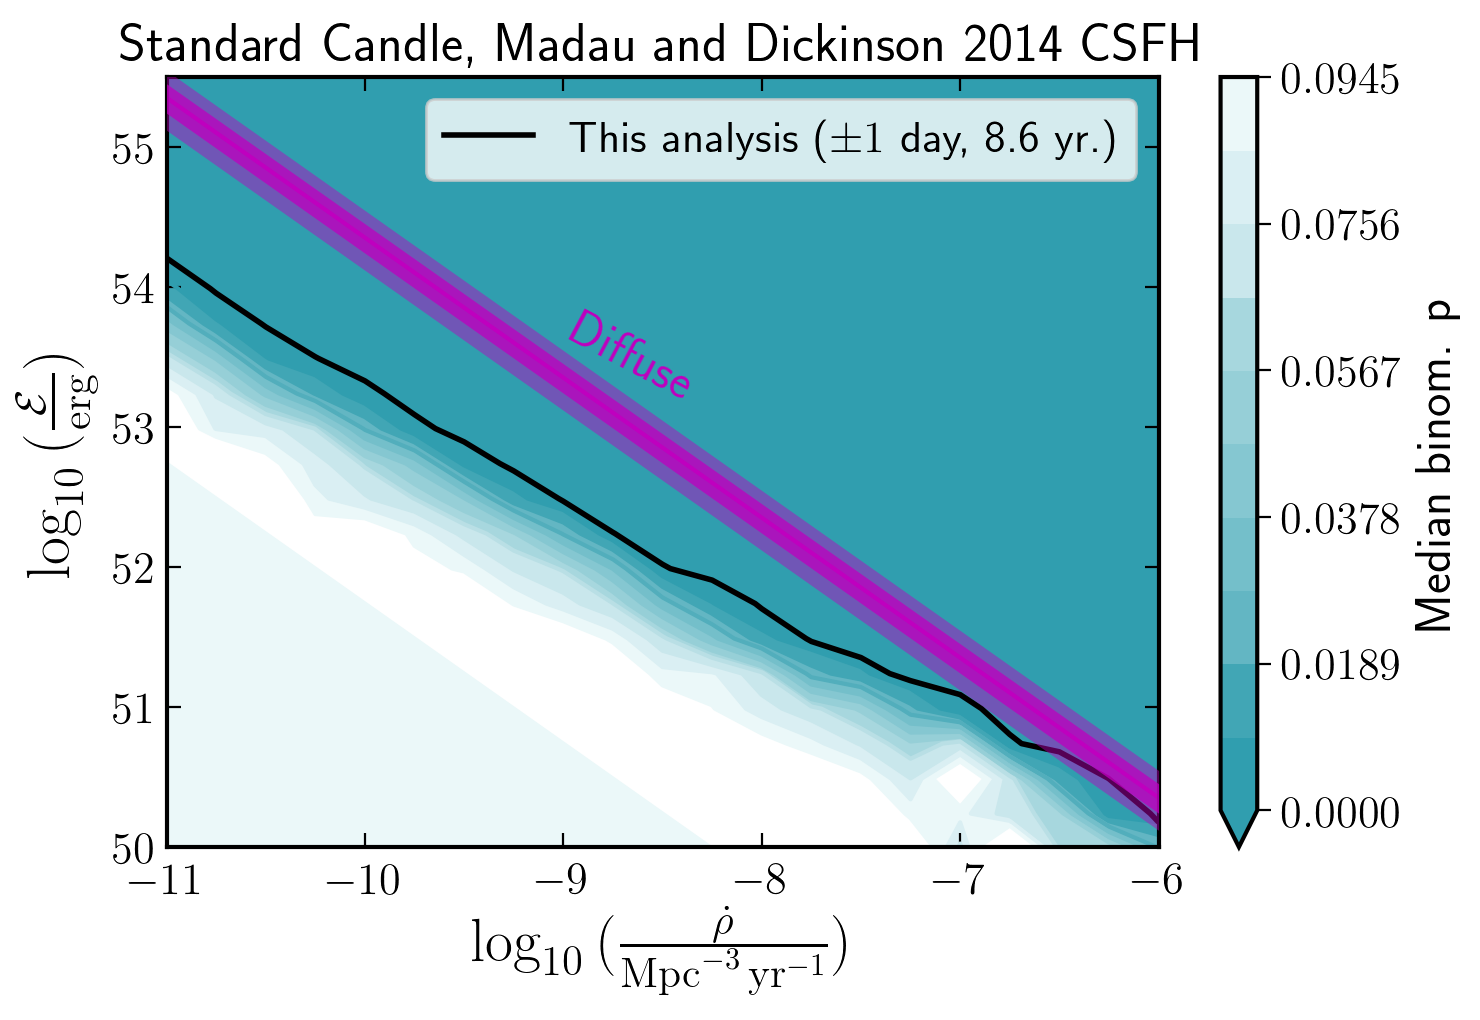 Standard Candle, Madau and Dickinson 2014 CSFH
This analysis (±1 day, 8.6 yr.)
Diffuse
log₁₀(ℰ/erg)
55
54
53
52
51
50
−11 −10 −9 −8 −7 −6
log₁₀(ρ̇/Mpc⁻³ yr⁻¹)
0.0945
0.0756
0.0567
0.0378
0.0189
0.0000
Median binom. p